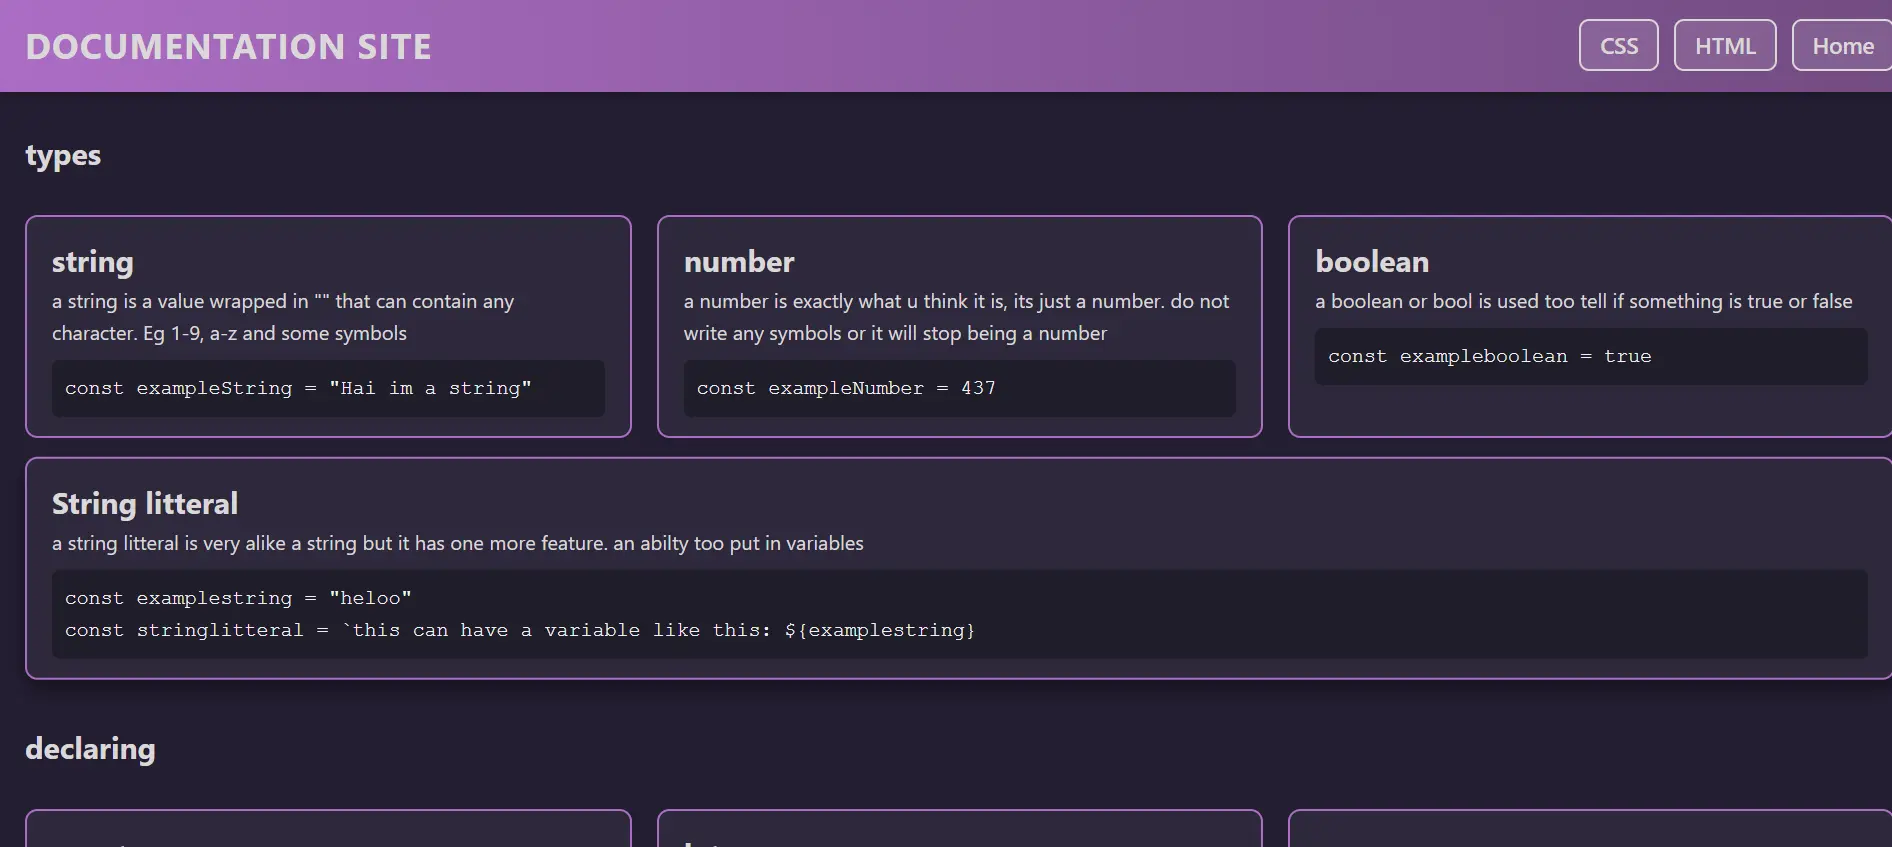 DOCUMENTATION SITE
CSS
HTML
Home
types
string
a string is a value wrapped in "" that can contain any
character. Eg 1-9, a-z and some symbols
const exampleString = "Hai im a string"
number
a number is exactly what u think it is, its just a number. do not
write any symbols or it will stop being a number
const exampleNumber = 437
boolean
a boolean or bool is used too tell if something is true or false
const exampleboolean = true
String litteral
a string litteral is very alike a string but it has one more feature. an abilty too put in variables
const examplestring = "heloo"
const stringlitteral = `this can have a variable like this: ${examplestring}
declaring